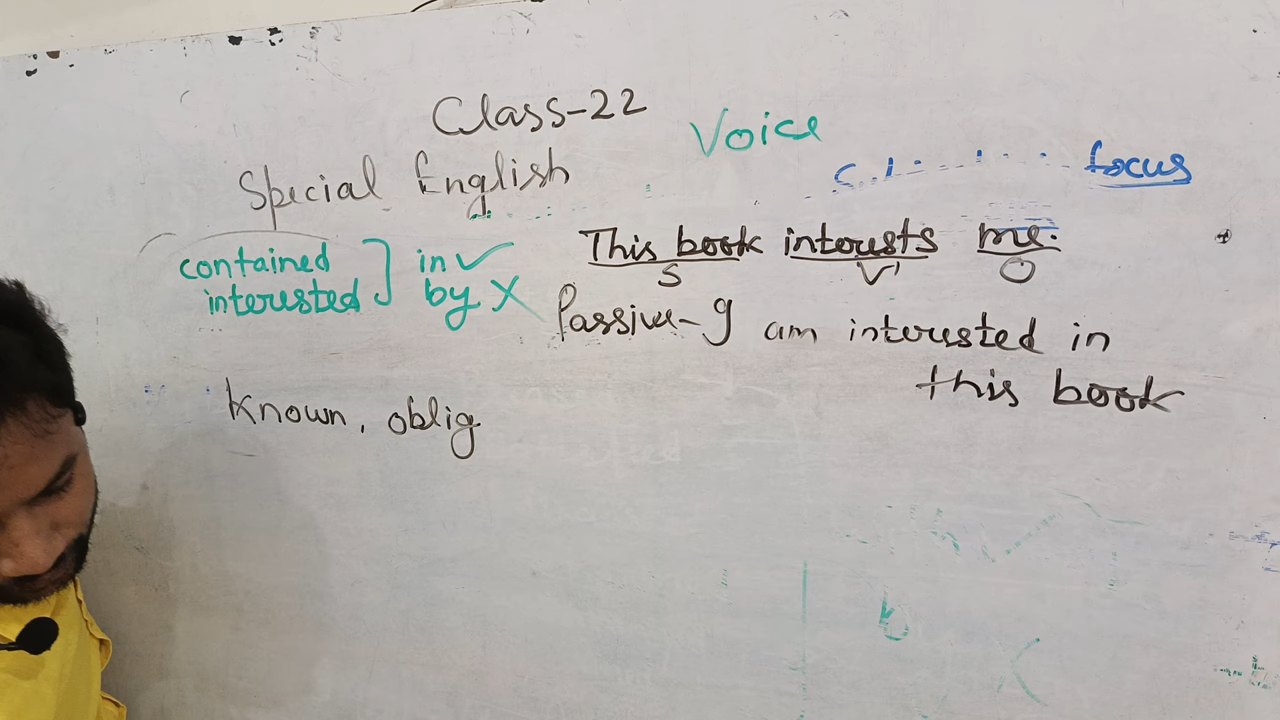 Class-22
Voice
Special English
focus
This book interests me.
S V' O
contained
interested
in ✓
by X
Passive - I am interested in
this book
Known, oblig